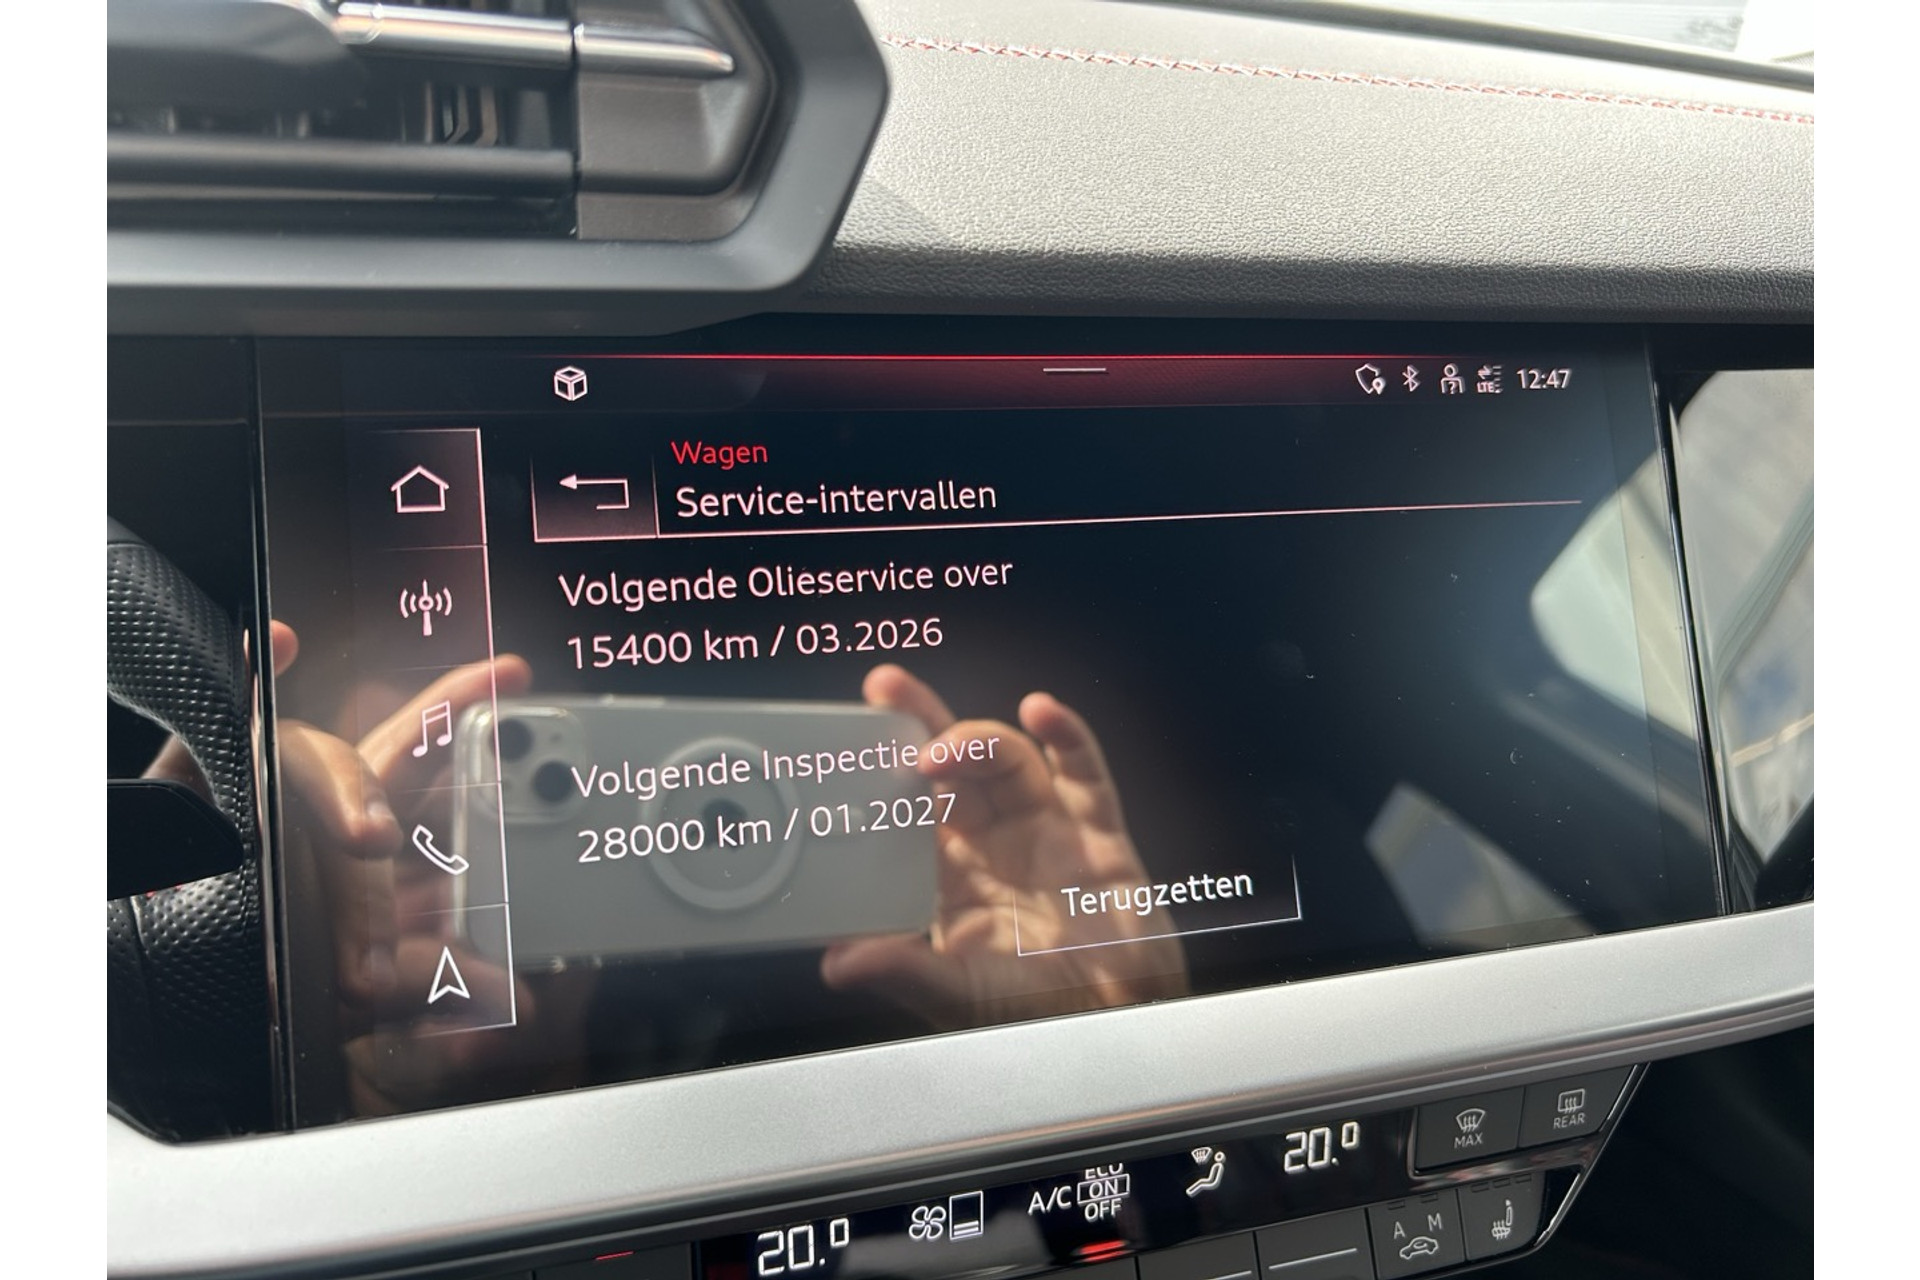 LTE 12:47
Wagen
Service-intervallen
Volgende Olieservice over
15400 km / 03.2026
Volgende Inspectie over
28000 km / 01.2027
Terugzetten
MAX
REAR
20.0
A/C
ECO
ON
OFF
20.0
A M